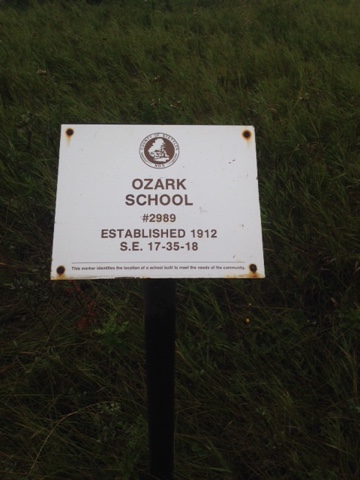 OZARK
SCHOOL
#2989
ESTABLISHED 1912
S.E. 17-35-18
This marker identifies the location of a school built to meet the needs of the community.